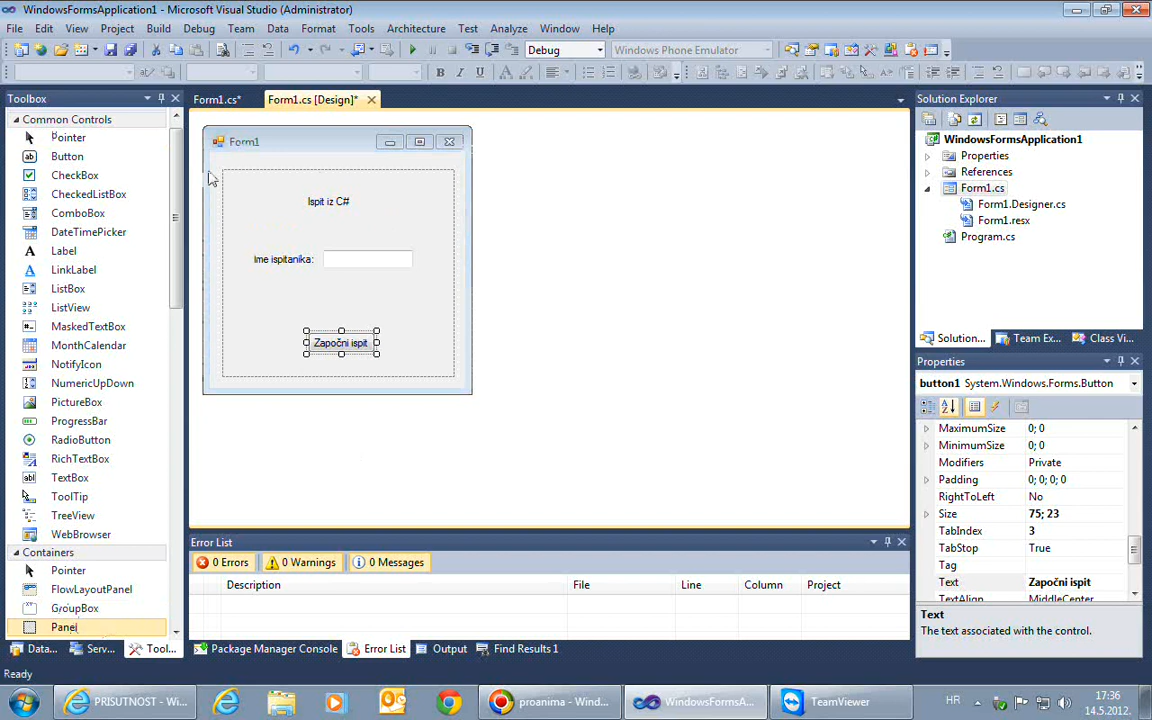 WindowsFormsApplication1 - Microsoft Visual Studio (Administrator)
File Edit View Project Build Debug Team Data Format Tools Architecture Test Analyze Window Help
Debug Windows Phone Emulator
Toolbox
Form1.cs* Form1.cs [Design]*
Solution Explorer
Common Controls
Pointer
Button
CheckBox
CheckedListBox
ComboBox
DateTimePicker
Label
LinkLabel
ListBox
ListView
MaskedTextBox
MonthCalendar
NotifyIcon
NumericUpDown
PictureBox
ProgressBar
RadioButton
RichTextBox
TextBox
ToolTip
TreeView
WebBrowser
Containers
Pointer
FlowLayoutPanel
GroupBox
Panel
Data... Serv... Tool...
Form1
Ispit iz C#
Ime ispitanika:
Započni ispit
Error List
0 Errors 0 Warnings 0 Messages
Description File Line Column Project
Package Manager Console Error List Output Find Results 1
WindowsFormsApplication1
Properties
References
Form1.cs
Form1.Designer.cs
Form1.resx
Program.cs
Solution... Team Ex... Class Vi...
Properties
button1 System.Windows.Forms.Button
MaximumSize 0; 0
MinimumSize 0; 0
Modifiers Private
Padding 0; 0; 0; 0
RightToLeft No
Size 75; 23
TabIndex 3
TabStop True
Tag
Text Započni ispit
TextAlign MiddleCenter
Text
The text associated with the control.
Ready
PRISUTNOST - Wi... proanima - Wind... WindowsFormsA... TeamViewer HR 17:36
14.5.2012.